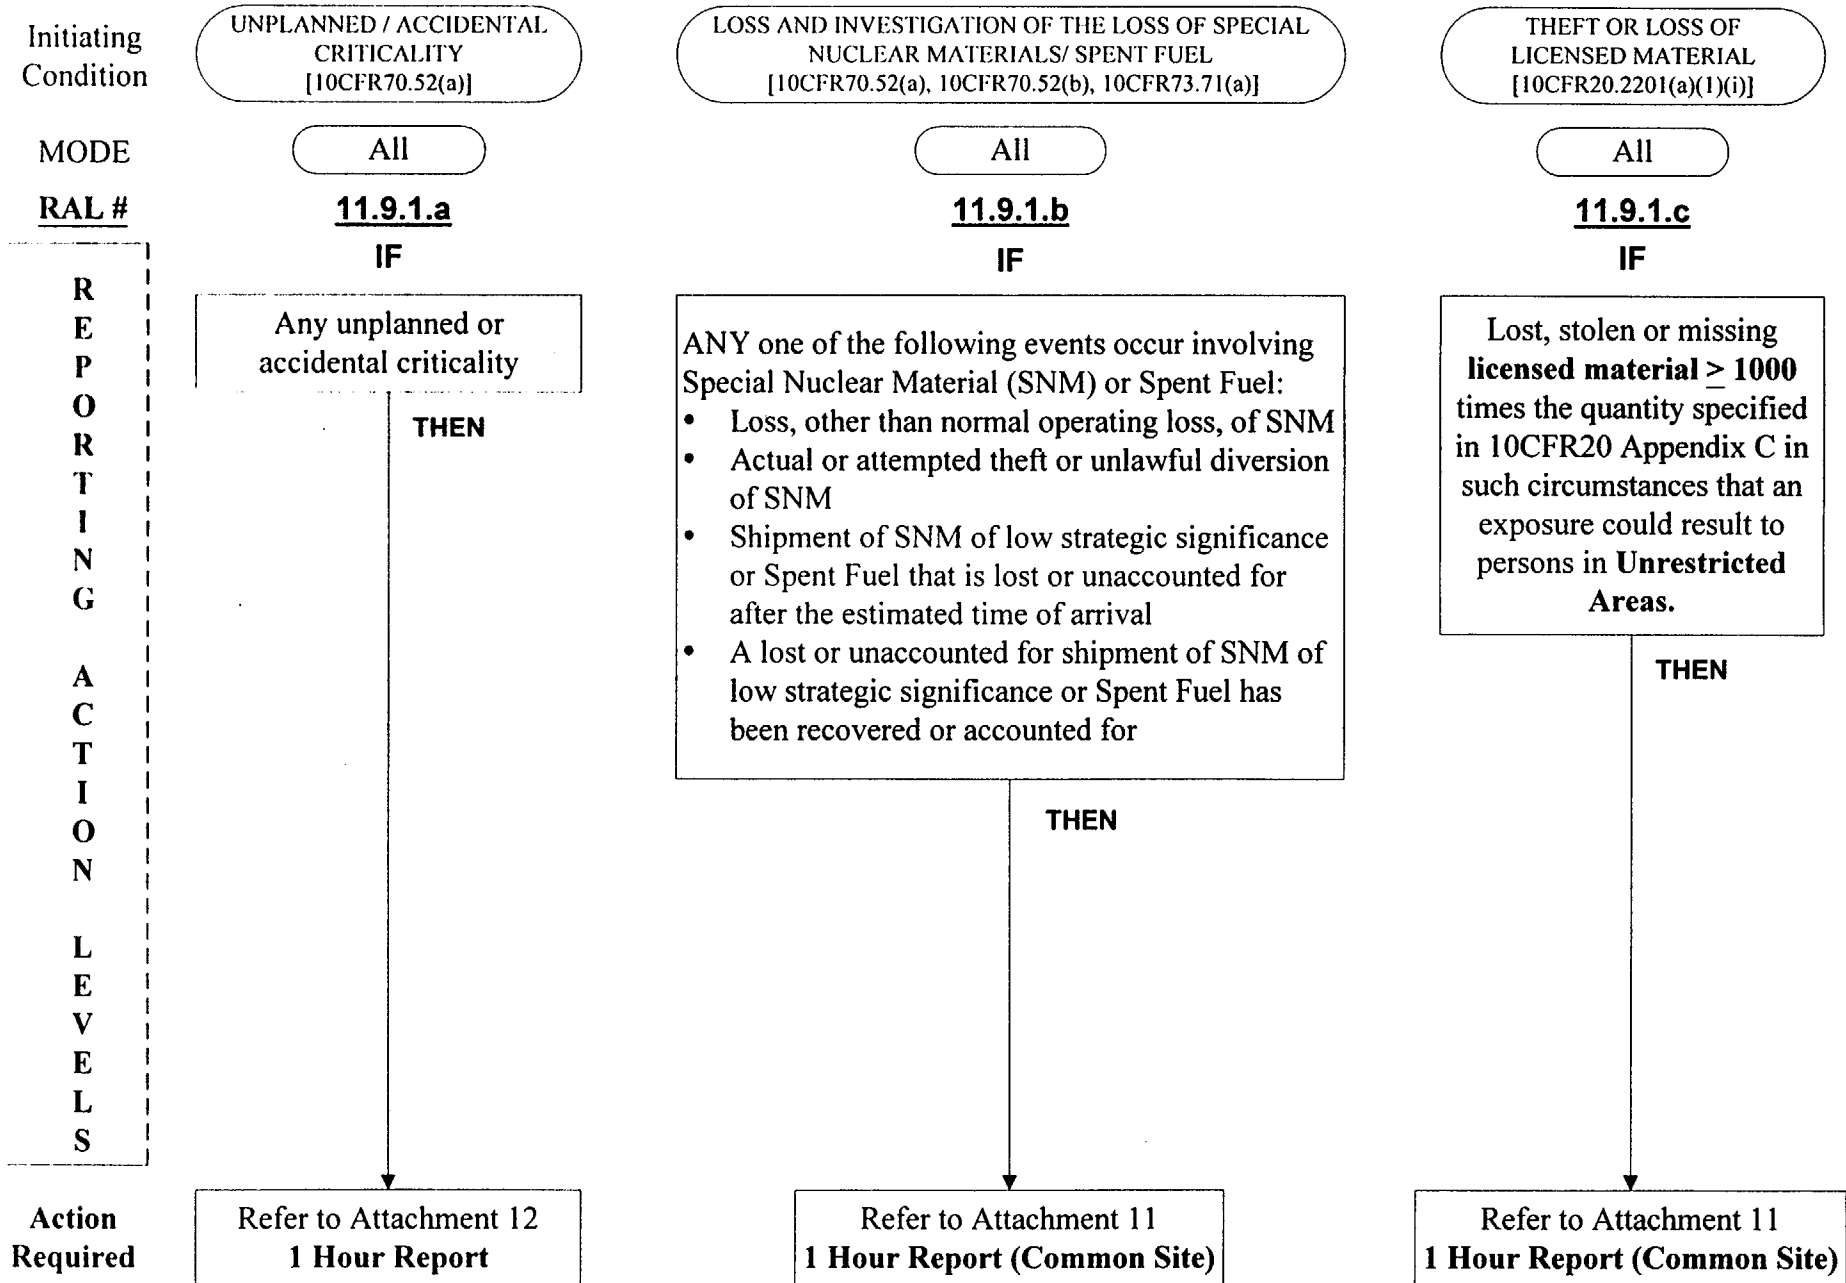 Initiating
Condition
UNPLANNED / ACCIDENTAL
CRITICALITY
[10CFR70.52(a)]
LOSS AND INVESTIGATION OF THE LOSS OF SPECIAL
NUCLEAR MATERIALS/ SPENT FUEL
[10CFR70.52(a), 10CFR70.52(b), 10CFR73.71(a)]
THEFT OR LOSS OF
LICENSED MATERIAL
[10CFR20.2201(a)(1)(i)]
MODE
All
All
All
RAL #
11.9.1.a
11.9.1.b
11.9.1.c
IF
IF
IF
R
E
P
O
R
T
I
N
G
A
C
T
I
O
N
L
E
V
E
L
S
Any unplanned or
accidental criticality
THEN
ANY one of the following events occur involving
Special Nuclear Material (SNM) or Spent Fuel:
• Loss, other than normal operating loss, of SNM
• Actual or attempted theft or unlawful diversion
of SNM
• Shipment of SNM of low strategic significance
or Spent Fuel that is lost or unaccounted for
after the estimated time of arrival
• A lost or unaccounted for shipment of SNM of
low strategic significance or Spent Fuel has
been recovered or accounted for
THEN
Lost, stolen or missing
licensed material ≥ 1000
times the quantity specified
in 10CFR20 Appendix C in
such circumstances that an
exposure could result to
persons in Unrestricted
Areas.
THEN
Action
Required
Refer to Attachment 12
1 Hour Report
Refer to Attachment 11
1 Hour Report (Common Site)
Refer to Attachment 11
1 Hour Report (Common Site)